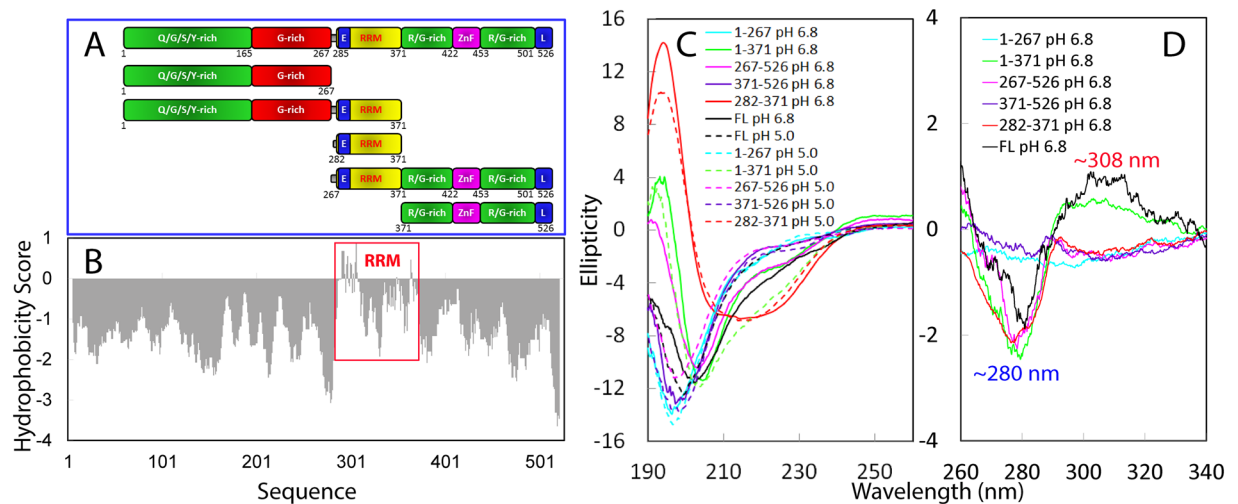 A
Q/G/S/Y-rich G-rich E RRM R/G-rich ZnF R/G-rich L
1 165 267 285 371 422 453 501 526
Q/G/S/Y-rich G-rich
1 267
Q/G/S/Y-rich G-rich E RRM
1 371
E RRM
282 371
E RRM R/G-rich ZnF R/G-rich L
267 371 422 453 501 526
R/G-rich ZnF R/G-rich L
371 526
B
RRM
Hydrophobicity Score
1
0
-1
-2
-3
-4
1 101 201 301 401 501
Sequence
C
Ellipticity
16
12
8
4
0
-4
-8
-12
-16
190 210 230 250
1-267 pH 6.8
1-371 pH 6.8
267-526 pH 6.8
371-526 pH 6.8
282-371 pH 6.8
FL pH 6.8
FL pH 5.0
1-267 pH 5.0
1-371 pH 5.0
267-526 pH 5.0
371-526 pH 5.0
282-371 pH 5.0
D
4
2
0
-2
-4
260 280 300 320 340
1-267 pH 6.8
1-371 pH 6.8
267-526 pH 6.8
371-526 pH 6.8
282-371 pH 6.8
FL pH 6.8
~308 nm
~280 nm
Wavelength (nm)